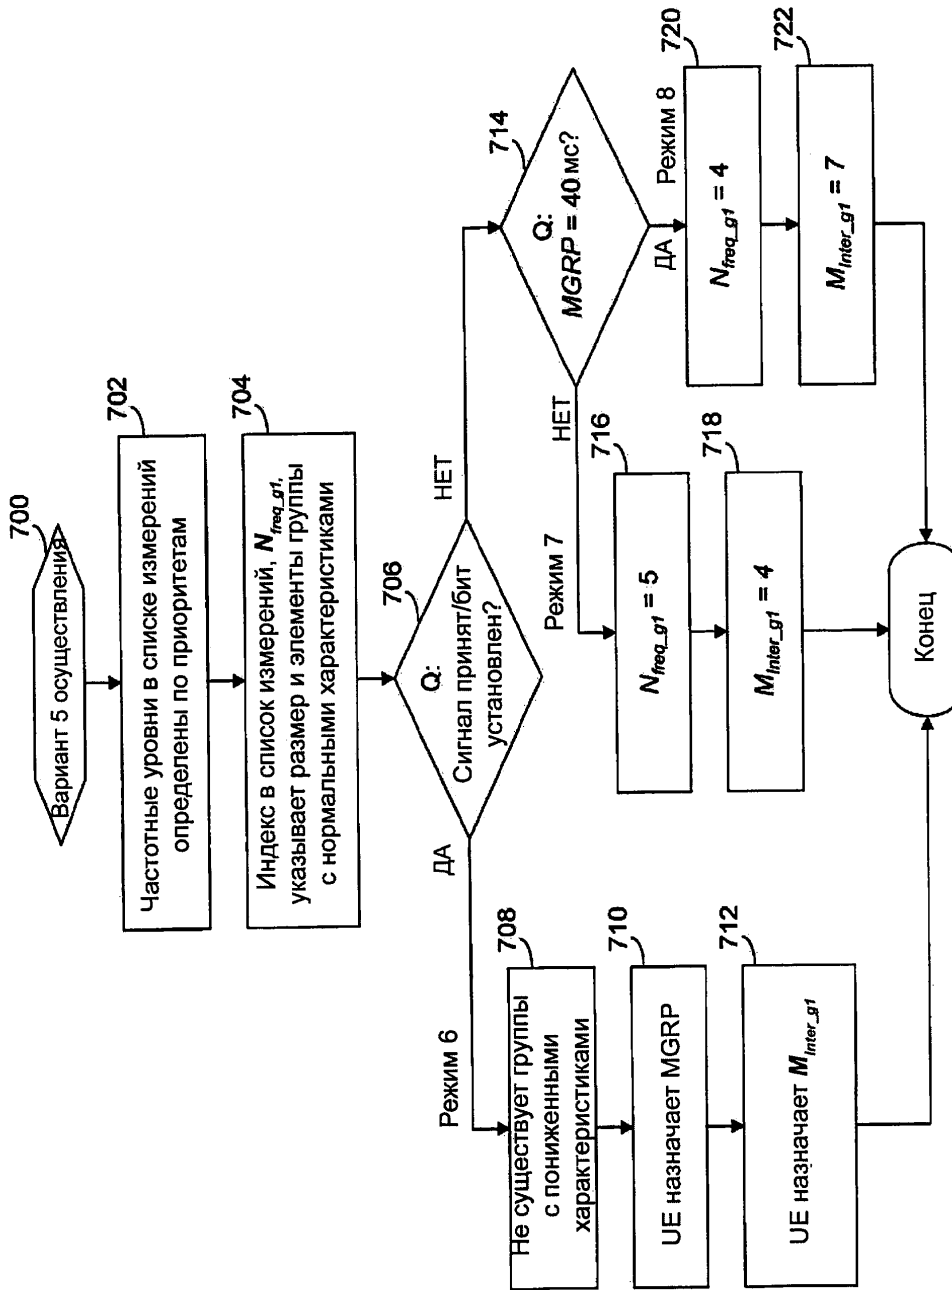 700
Вариант 5 осуществления
702
Частотные уровни в списке измерений
определены по приоритетам
704
Индекс в список измерений, N_freq_g1,
указывает размер и элементы группы
с нормальными характеристиками
706
Q:
Сигнал принят/бит
установлен?
ДА
НЕТ
Режим 6
708
Не существует группы
с пониженными
характеристиками
710
UE назначает MGRP
712
UE назначает M_Inter_g1
714
Q:
MGRP = 40 мс?
НЕТ
ДА
Режим 7
716
N_freq_g1 = 5
718
M_Inter_g1 = 4
Режим 8
720
N_freq_g1 = 4
722
M_Inter_g1 = 7
Конец